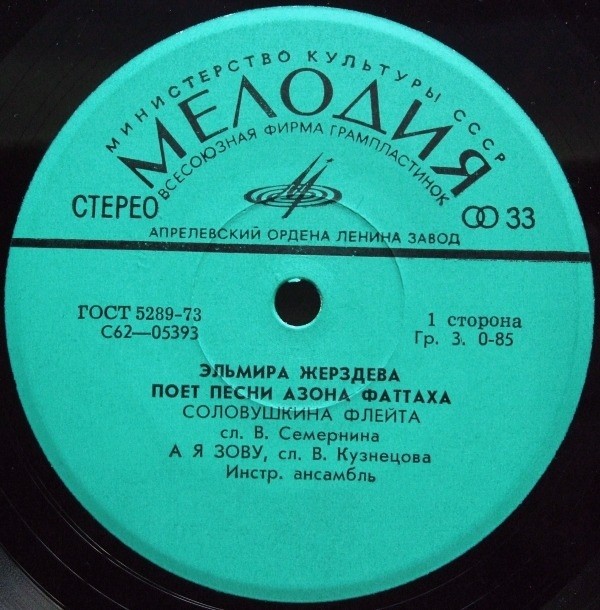 МИНИСТЕРСТВО КУЛЬТУРЫ СССР
МЕЛОДИЯ
ВСЕСОЮЗНАЯ ФИРМА ГРАМПЛАСТИНОК
СТЕРЕО
33
АПРЕЛЕВСКИЙ ОРДЕНА ЛЕНИНА ЗАВОД
ГОСТ 5289-73
С62—05393
1 сторона
Гр. 3. 0-85
ЭЛЬМИРА ЖЕРЗДЕВА
ПОЕТ ПЕСНИ АЗОНА ФАТТАХА
СОЛОВУШКИНА ФЛЕЙТА
сл. В. Семернина
А Я ЗОВУ, сл. В. Кузнецова
Инстр. ансамбль